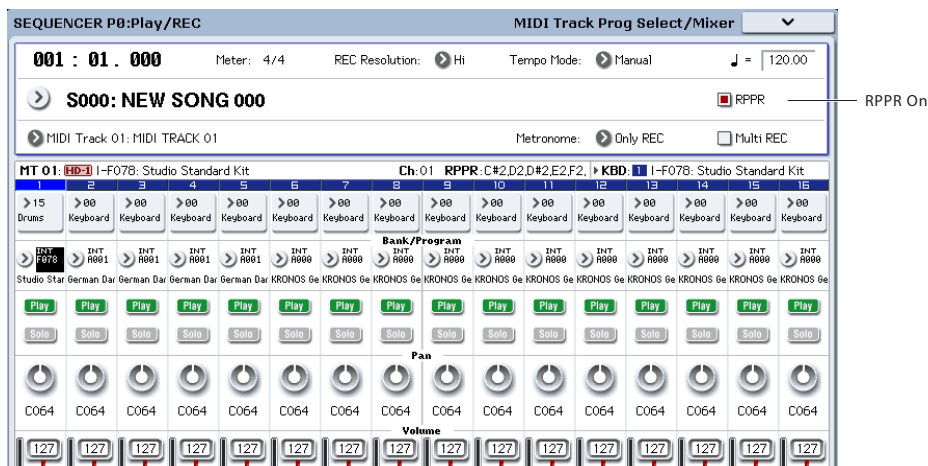 SEQUENCER P0:Play/REC MIDI Track Prog Select/Mixer
001 : 01 . 000 Meter: 4/4 REC Resolution: Hi Tempo Mode: Manual ♩ = 120.00
S000: NEW SONG 000 RPPR RPPR On
MIDI Track 01: MIDI TRACK 01 Metronome: Only REC Multi REC
MT 01: HD-1 I-F078: Studio Standard Kit Ch:01 RPPR:C#2,D2,D#2,E2,F2, KBD: 1 I-F078: Studio Standard Kit
1 2 3 4 5 6 7 8 9 10 11 12 13 14 15 16
15 00 00 00 00 00 00 00 00 00 00 00 00 00 00 00
Drums Keyboard Keyboard Keyboard Keyboard Keyboard Keyboard Keyboard Keyboard Keyboard Keyboard Keyboard Keyboard Keyboard Keyboard Keyboard
Bank/Program
INT INT INT INT INT INT INT INT INT INT INT INT INT INT INT INT
F078 A001 A001 A001 A001 A000 A000 A000 A000 A000 A000 A000 A000 A000 A000 A000
Studio Star German Dar German Dar German Dar German Dar KRONOS Ge KRONOS Ge KRONOS Ge KRONOS Ge KRONOS Ge KRONOS Ge KRONOS Ge KRONOS Ge KRONOS Ge KRONOS Ge KRONOS Ge
Play Play Play Play Play Play Play Play Play Play Play Play Play Play Play Play
Solo Solo Solo Solo Solo Solo Solo Solo Solo Solo Solo Solo Solo Solo Solo Solo
Pan
C064 C064 C064 C064 C064 C064 C064 C064 C064 C064 C064 C064 C064 C064 C064 C064
Volume
127 127 127 127 127 127 127 127 127 127 127 127 127 127 127 127